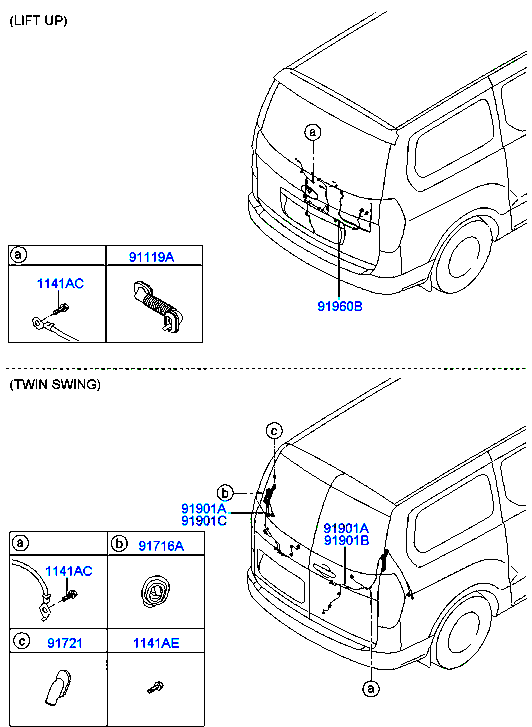 (LIFT UP)
a
a
91119A
1141AC
91960B
(TWIN SWING)
c
b
91901A
91901C
91901A
91901B
a
b
91716A
1141AC
c
91721
1141AE
a